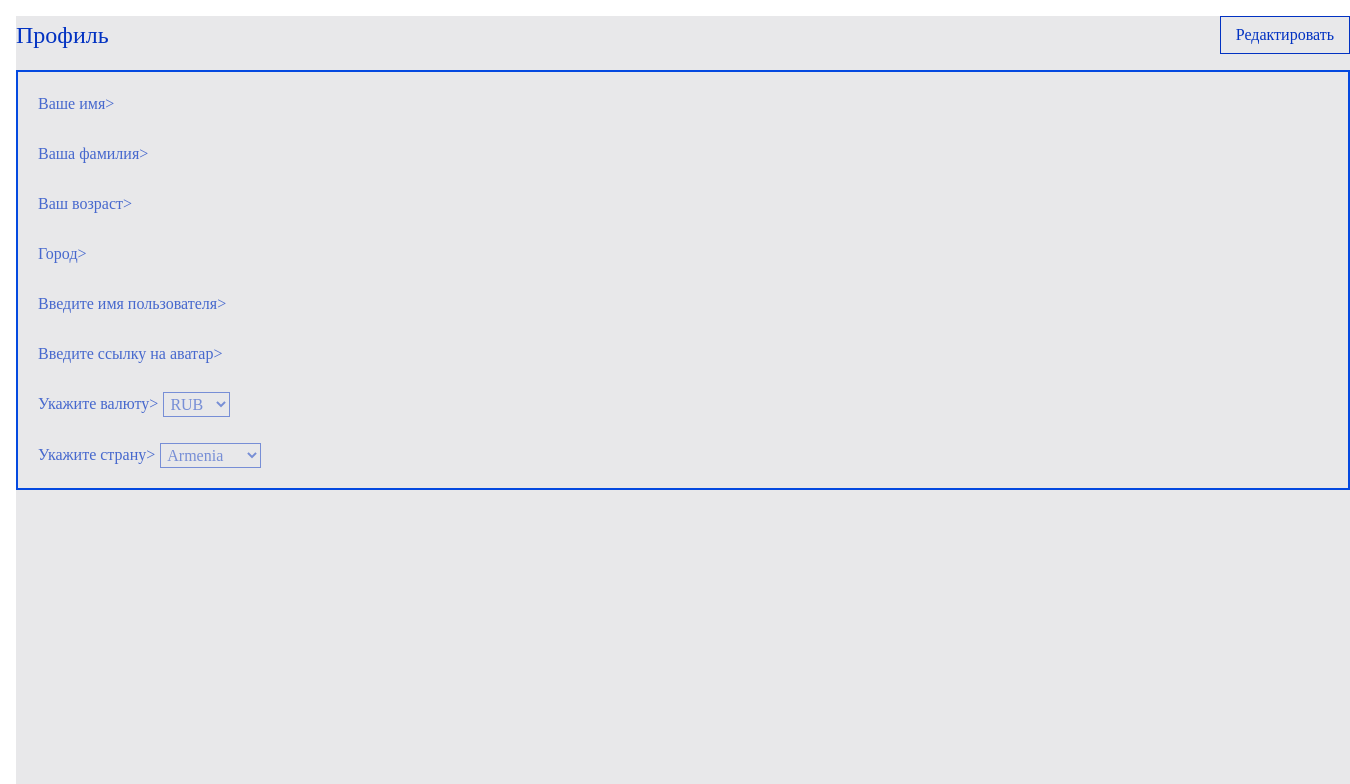 Профиль
Редактировать
Ваше имя>
Ваша фамилия>
Ваш возраст>
Город>
Введите имя пользователя>
Введите ссылку на аватар>
Укажите валюту> RUB
Укажите страну> Armenia